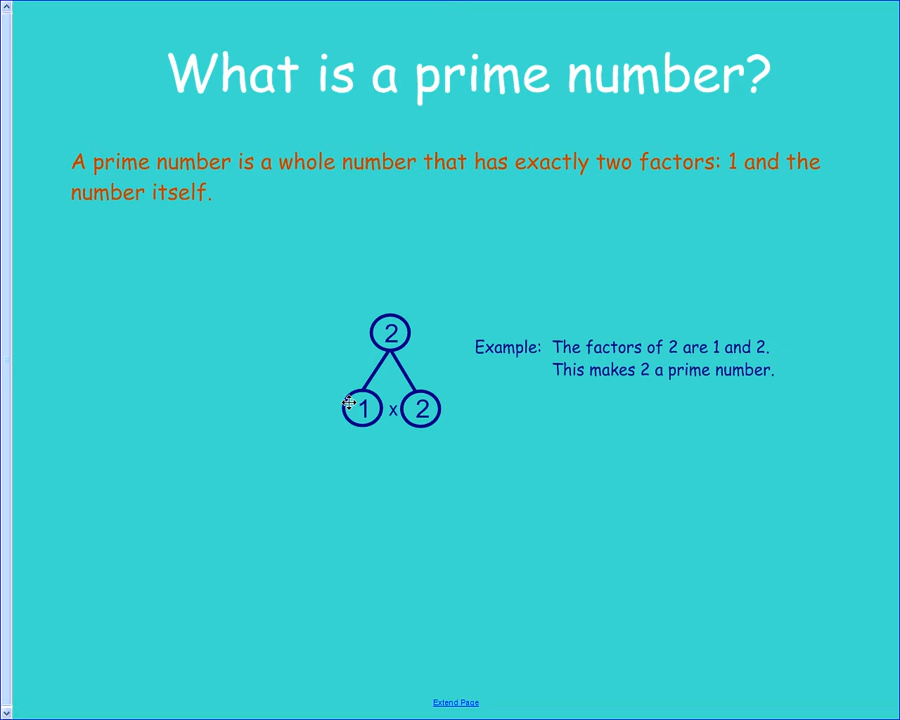 What is a prime number?
A prime number is a whole number that has exactly two factors: 1 and the
number itself.
2
Example: The factors of 2 are 1 and 2.
This makes 2 a prime number.
1 x 2
Extend Page